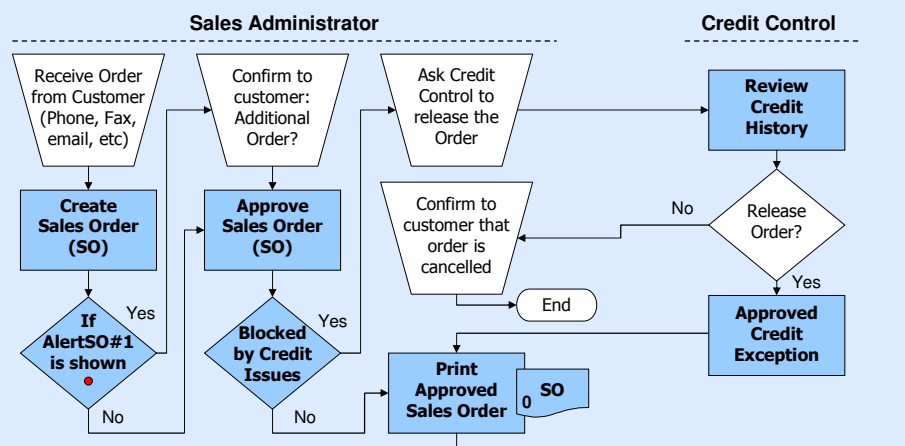 Sales Administrator
Credit Control
Receive Order
from Customer
(Phone, Fax,
email, etc)
Confirm to
customer:
Additional
Order?
Ask Credit
Control to
release the
Order
Review
Credit
History
Create
Sales Order
(SO)
Approve
Sales Order
(SO)
Confirm to
customer that
order is
cancelled
No
Release
Order?
Yes
End
If
AlertSO#1
is shown
Yes
Blocked
by Credit
Issues
Yes
Approved
Credit
Exception
Print
Approved
Sales Order
SO
0
No
No